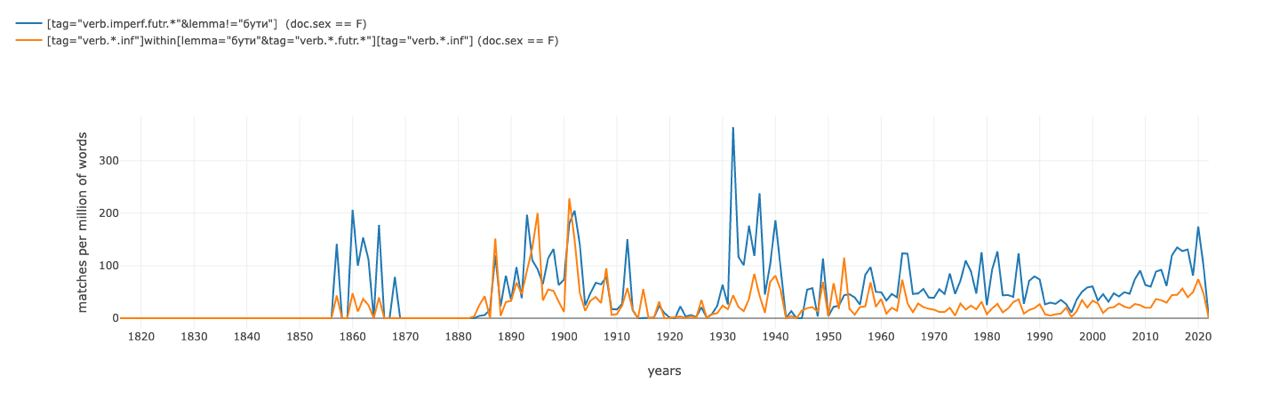 [tag="verb.imperf.futr.*"&lemma!="бути"] (doc.sex == F)
[tag="verb.*.inf"]within[lemma="бути"&tag="verb.*.futr.*"][tag="verb.*.inf"] (doc.sex == F)
matches per million of words
300
200
100
0
1820 1830 1840 1850 1860 1870 1880 1890 1900 1910 1920 1930 1940 1950 1960 1970 1980 1990 2000 2010 2020
years